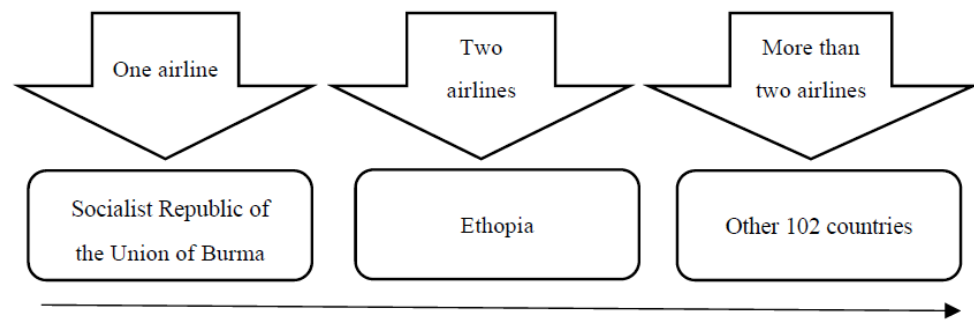 One airline
Two
airlines
More than
two airlines
Socialist Republic of
the Union of Burma
Ethopia
Other 102 countries